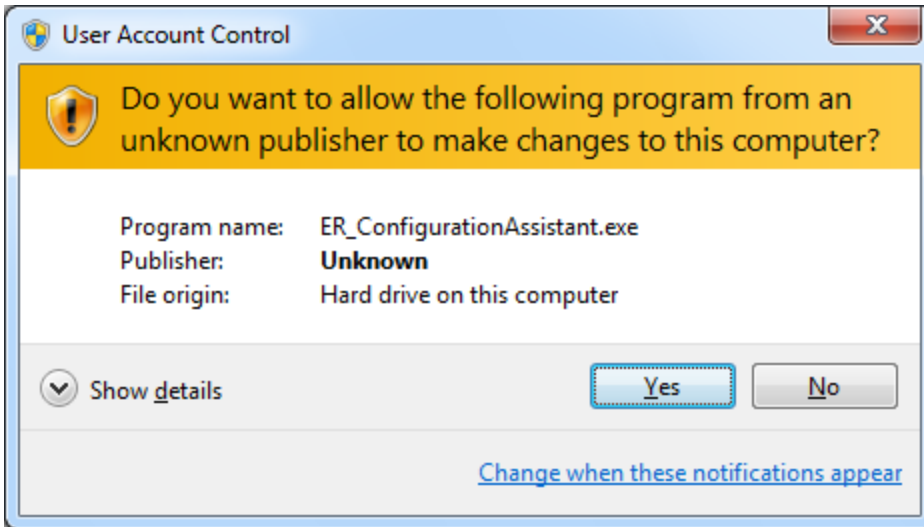 User Account Control
Do you want to allow the following program from an
unknown publisher to make changes to this computer?
Program name: ER_ConfigurationAssistant.exe
Publisher: Unknown
File origin: Hard drive on this computer
Show details
Yes
No
Change when these notifications appear